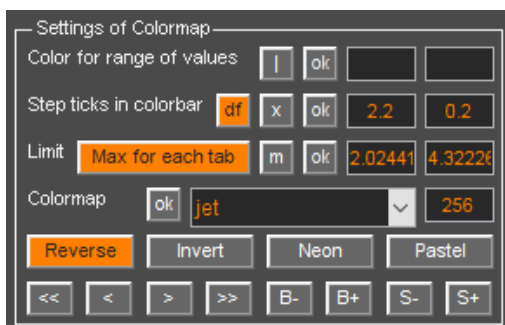 Settings of Colormap
Color for range of values | ok
Step ticks in colorbar df x ok 2.2 0.2
Limit Max for each tab m ok 2.02441 4.32226
Colormap ok jet 256
Reverse Invert Neon Pastel
<< < > >> B- B+ S- S+